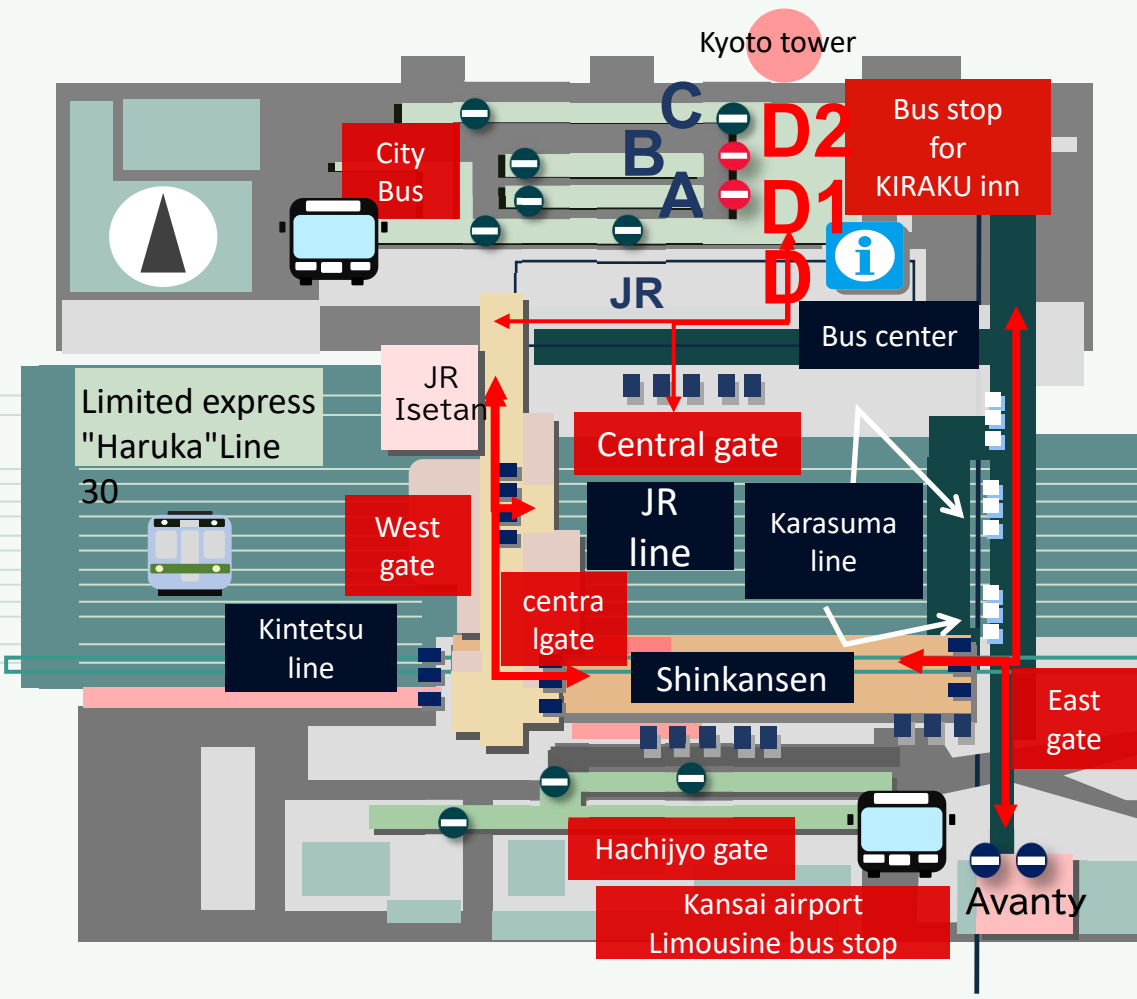 Kyoto tower
C
D2
Bus stop
for
KIRAKU inn
City
Bus
B
A
D1
i
D
JR
Bus center
JR
Isetan
Limited express
"Haruka"Line
30
Central gate
JR
line
Karasuma
line
West
gate
centra
lgate
Kintetsu
line
Shinkansen
East
gate
Hachijyo gate
Kansai airport
Limousine bus stop
Avanty